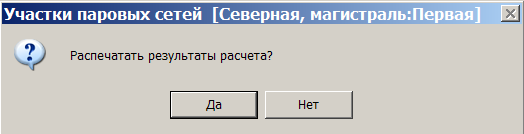 Участки паровых сетей [Северная, магистраль:Первая]
Распечатать результаты расчета?
Да Нет